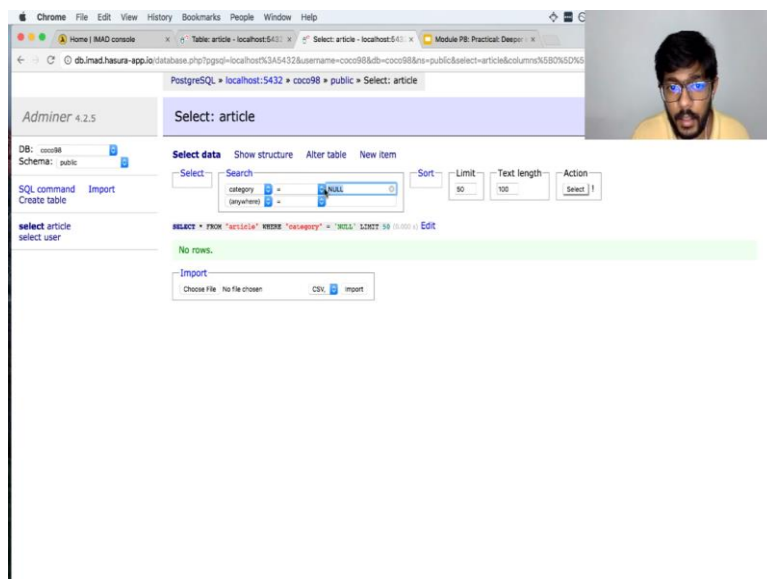 Chrome File Edit View History Bookmarks People Window Help
Home | IMAD console Table: article - localhost:543 Select: article - localhost:543 Module P8: Practical: Deeper
db.imad.hasura-app.io/database.php?pgsql=localhost%3A5432&username=coco98&db=coco98&ns=public&select=article&columns%5B0%5D%5
PostgreSQL » localhost:5432 » coco98 » public » Select: article
Adminer 4.2.5
Select: article
DB: coco98
Schema: public
SQL command Import
Create table
select article
select user
Select data Show structure Alter table New item
Select Search Sort Limit Text length Action
category = NULL 50 100 Select !
(anywhere) =
SELECT * FROM "article" WHERE "category" = 'NULL' LIMIT 50 (0.000 s) Edit
No rows.
Import
Choose File No file chosen CSV, Import